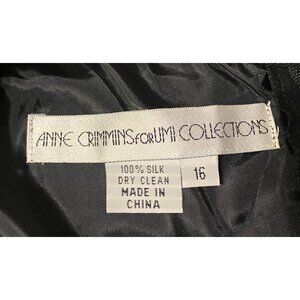 ANNE CRIMMINS FOR UMI COLLECTIONS
100% SILK
DRY CLEAN
MADE IN
CHINA
16